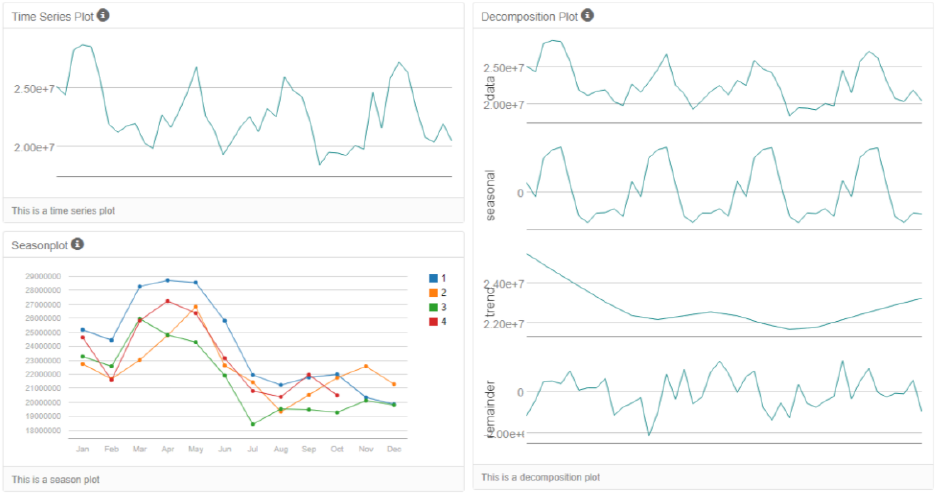 Time Series Plot
2.50e+7
2.00e+7
This is a time series plot
Seasonplot
29000000
28000000
27000000
26000000
25000000
24000000
23000000
22000000
21000000
20000000
19000000
18000000
Jan Feb Mar Apr May Jun Jul Aug Sep Oct Nov Dec
1
2
3
4
This is a season plot
Decomposition Plot
2.50e+7
2.00e+7
data
0
seasonal
2.40e+7
2.20e+7
trend
0
.00e+
remainder
This is a decomposition plot